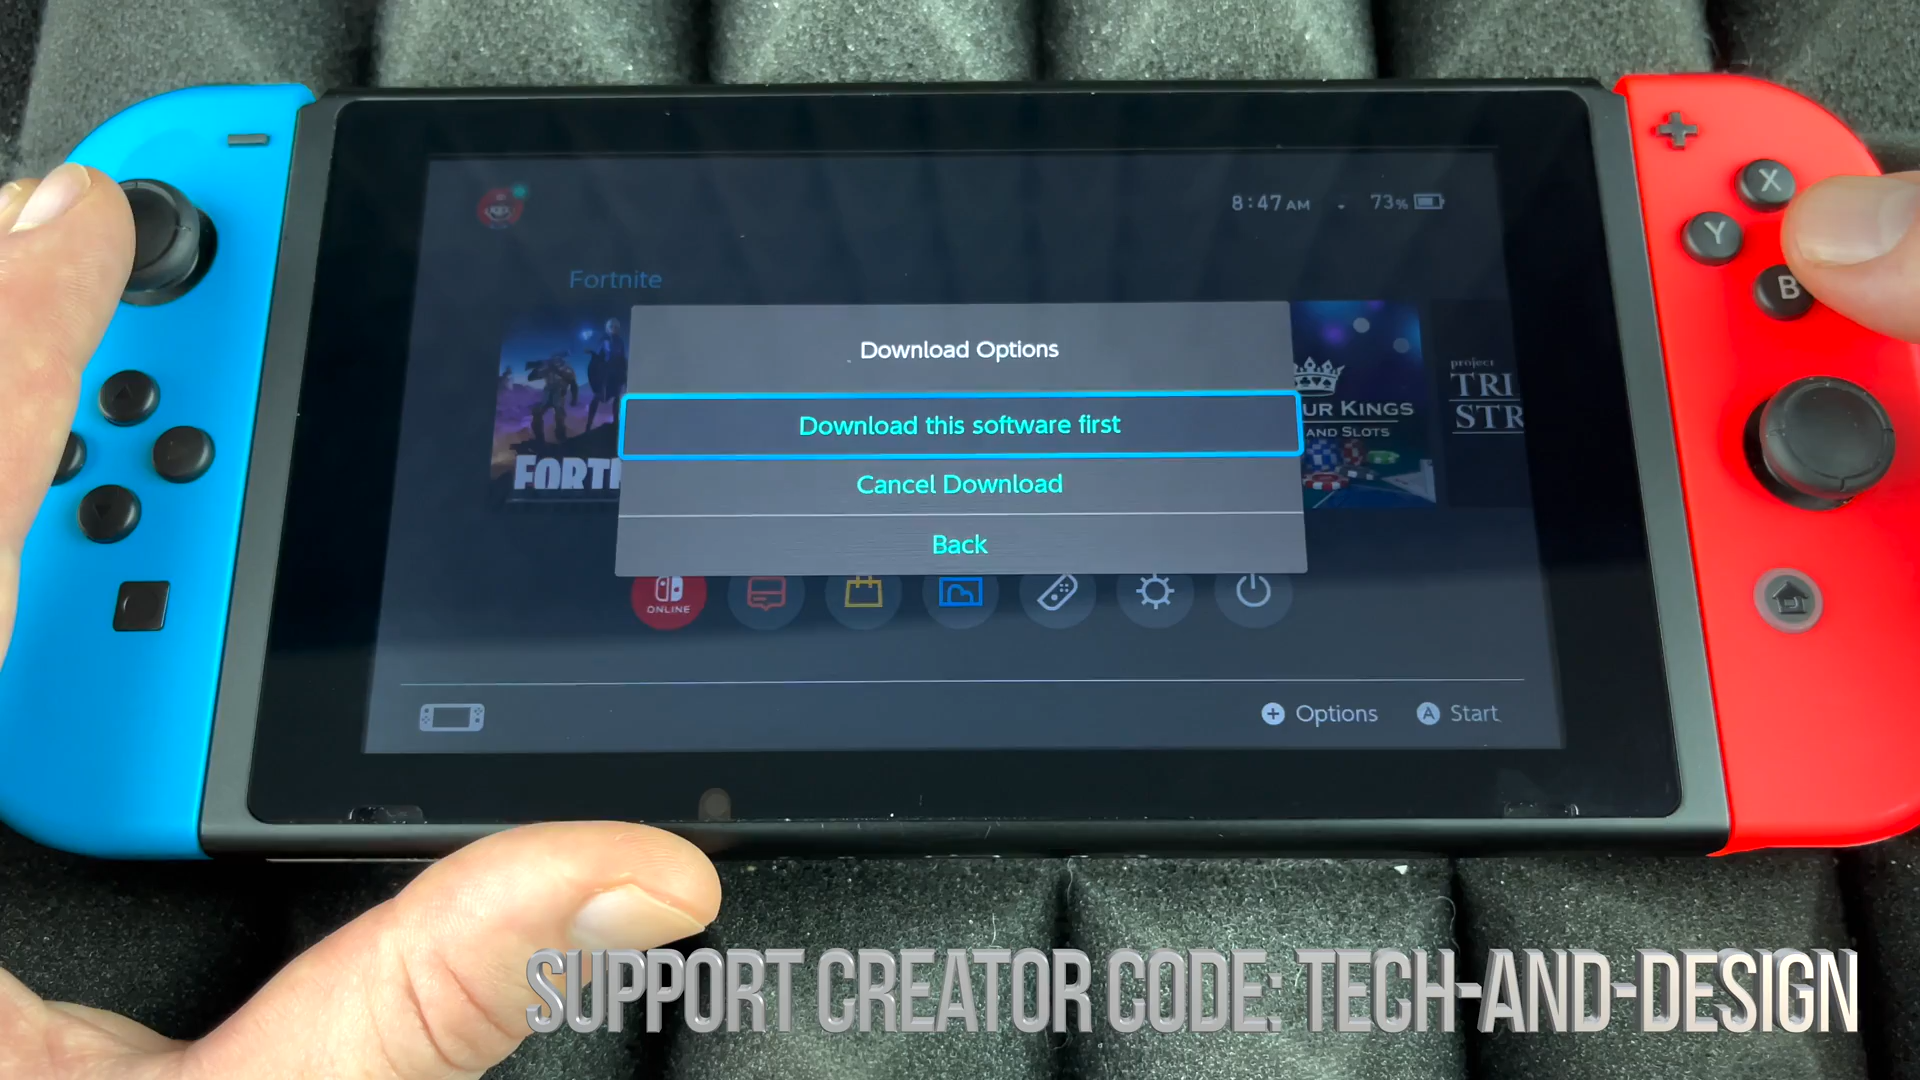 8:47 AM 73%
Fortnite
Download Options
Download this software first
Cancel Download
Back
FORT
UR KINGS
AND SLOTS
project
TRI
STR
ONLINE
Options
A Start
X
Y
B
SUPPORT CREATOR CODE: TECH-AND-DESIGN